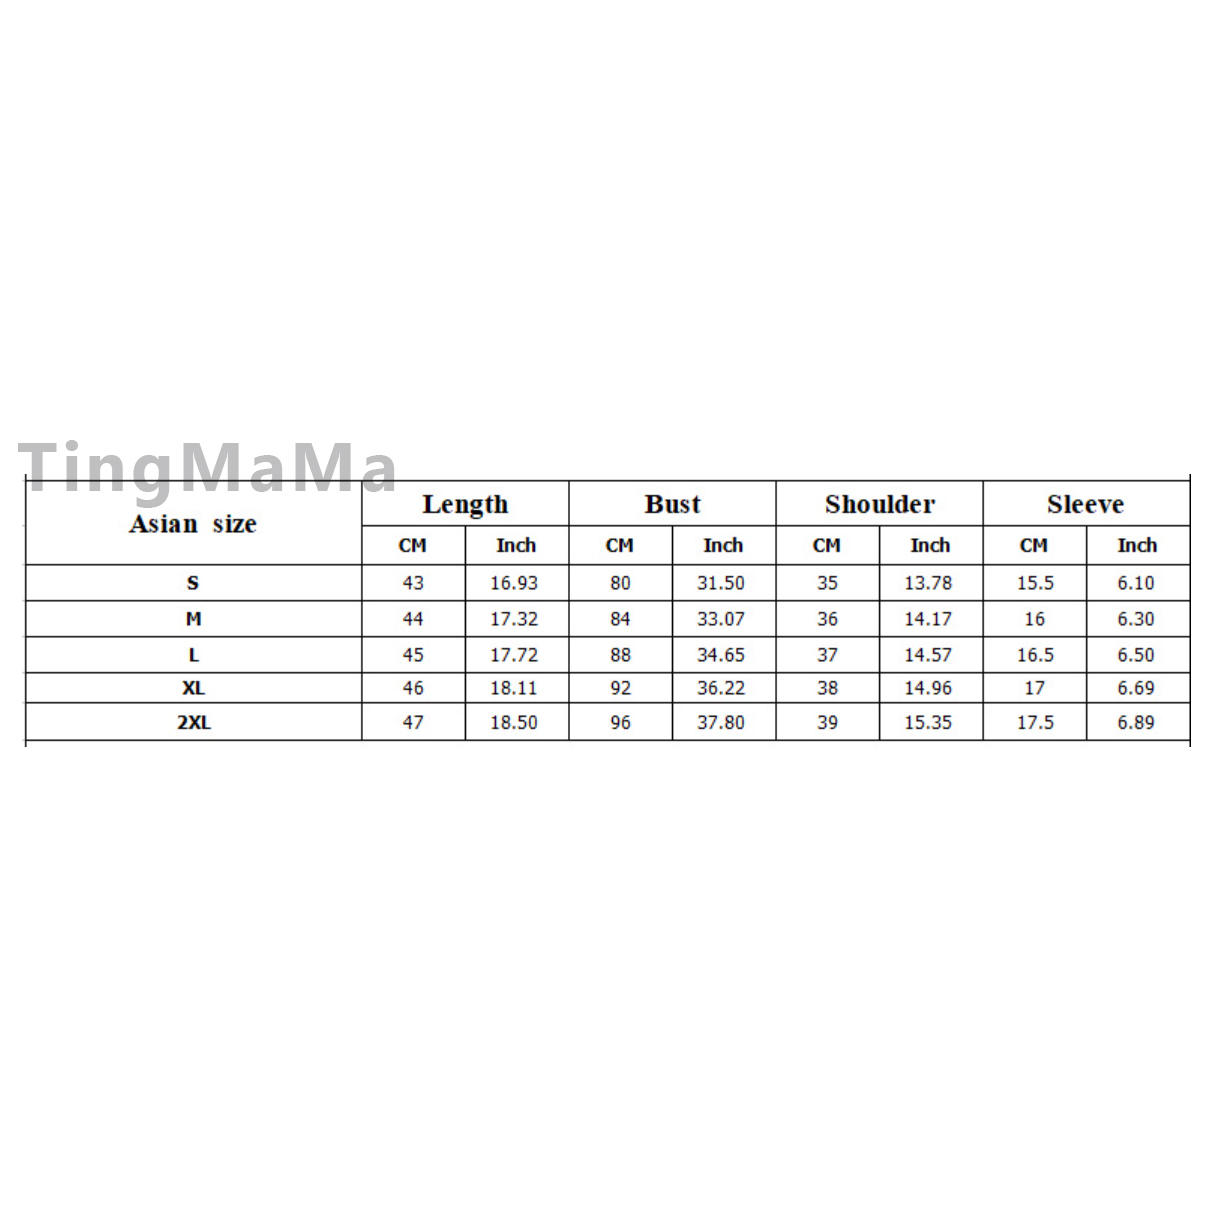 TingMaMa
Asian size Length Bust Shoulder Sleeve
CM Inch CM Inch CM Inch CM Inch
S 43 16.93 80 31.50 35 13.78 15.5 6.10
M 44 17.32 84 33.07 36 14.17 16 6.30
L 45 17.72 88 34.65 37 14.57 16.5 6.50
XL 46 18.11 92 36.22 38 14.96 17 6.69
2XL 47 18.50 96 37.80 39 15.35 17.5 6.89